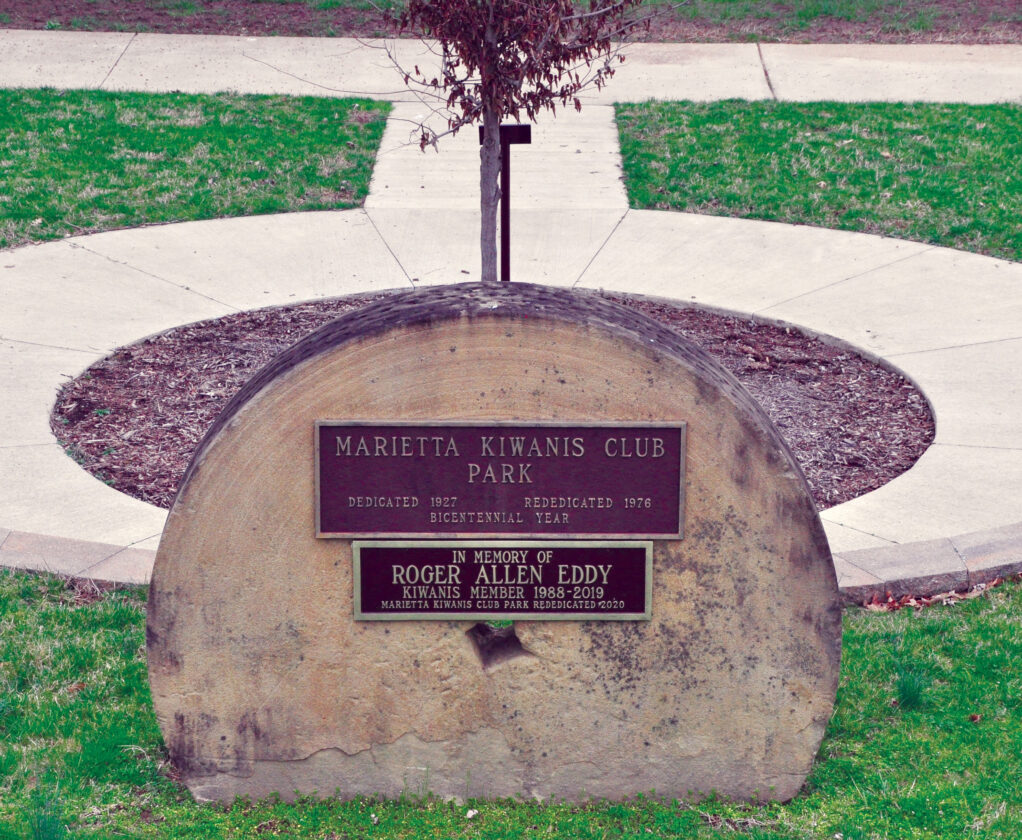 MARIETTA KIWANIS CLUB
PARK
DEDICATED 1927 REDEDICATED 1976
BICENTENNIAL YEAR
IN MEMORY OF
ROGER ALLEN EDDY
KIWANIS MEMBER 1988-2019
MARIETTA KIWANIS CLUB PARK REDEDICATED 2020